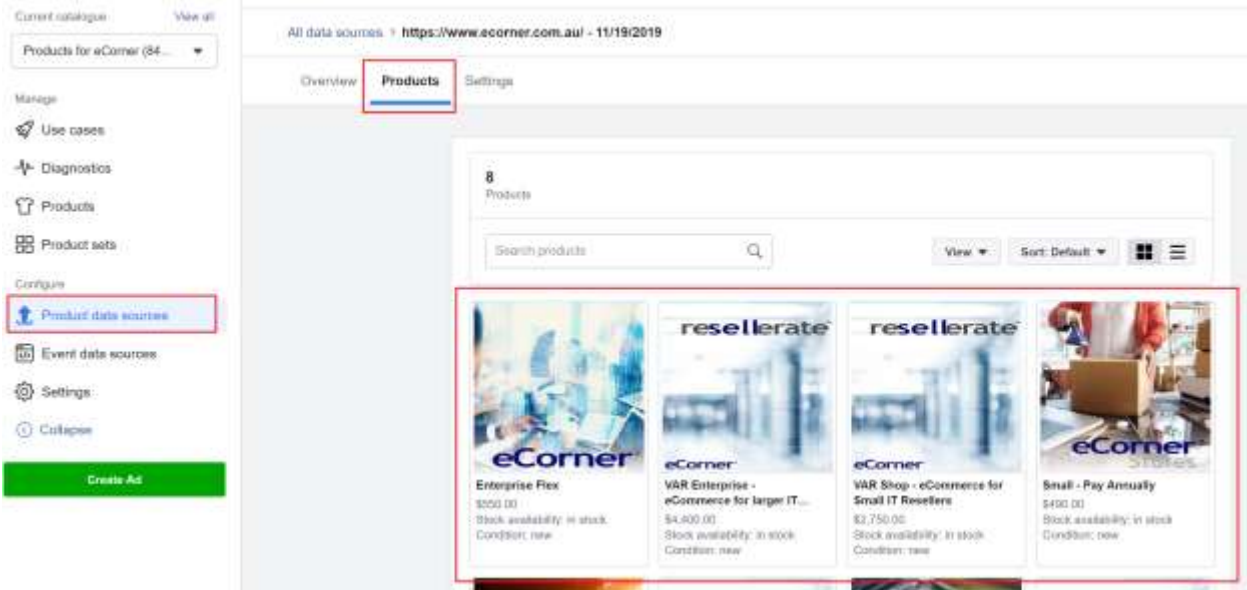 Current catalogue View all
Products for eCorner (84...
Manage
Use cases
Diagnostics
Products
Product sets
Configure
Product data sources
Event data sources
Settings
Collapse
Create Ad
All data sources > https://www.ecorner.com.au/ - 11/19/2019
Overview Products Settings
8
Products
Search products
View Sort: Default
eCorner
Enterprise Flex
$550.00
Stock availability: in stock
Condition: new
resellerate
eCorner
VAR Enterprise -
eCommerce for larger IT...
$4,400.00
Stock availability: in stock
Condition: new
resellerate
eCorner
VAR Shop - eCommerce for
Small IT Resellers
$2,750.00
Stock availability: in stock
Condition: new
eCorner
STORES
Small - Pay Annually
$490.00
Stock availability: in stock
Condition: new